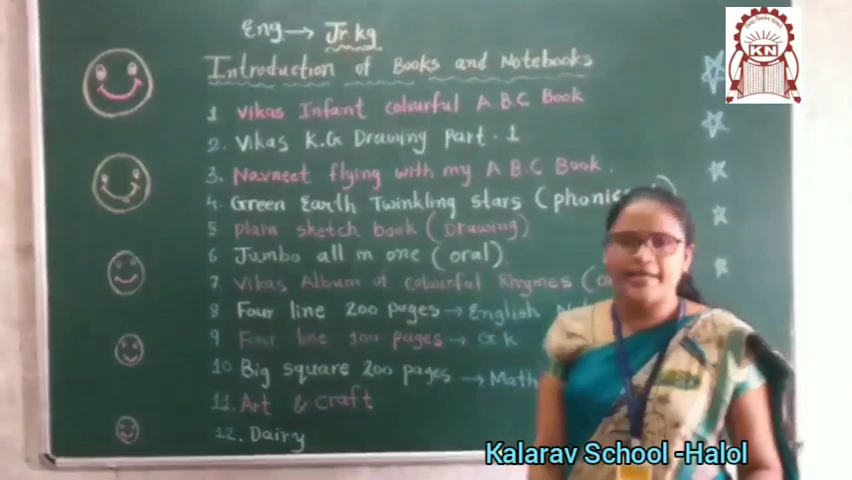 Eng → Jr kg
Introduction of Books and Notebooks
1 Vikas Infant colourful A B C Book
2. Vikas K.G Drawing Part - 1
3. Navneet flying with my A B C Book.
4. Green Earth Twinkling stars (phonics
5 plain sketch book (Drawing)
6 Jumbo all in one (oral)
7 Vikas Album of colourful Rhymes (
8 Four line 200 pages → English
9 Four line 100 pages → GK
10 Big square 200 pages → Math
11. Art & craft
12. Dairy
KN
Kalarav School -Halol